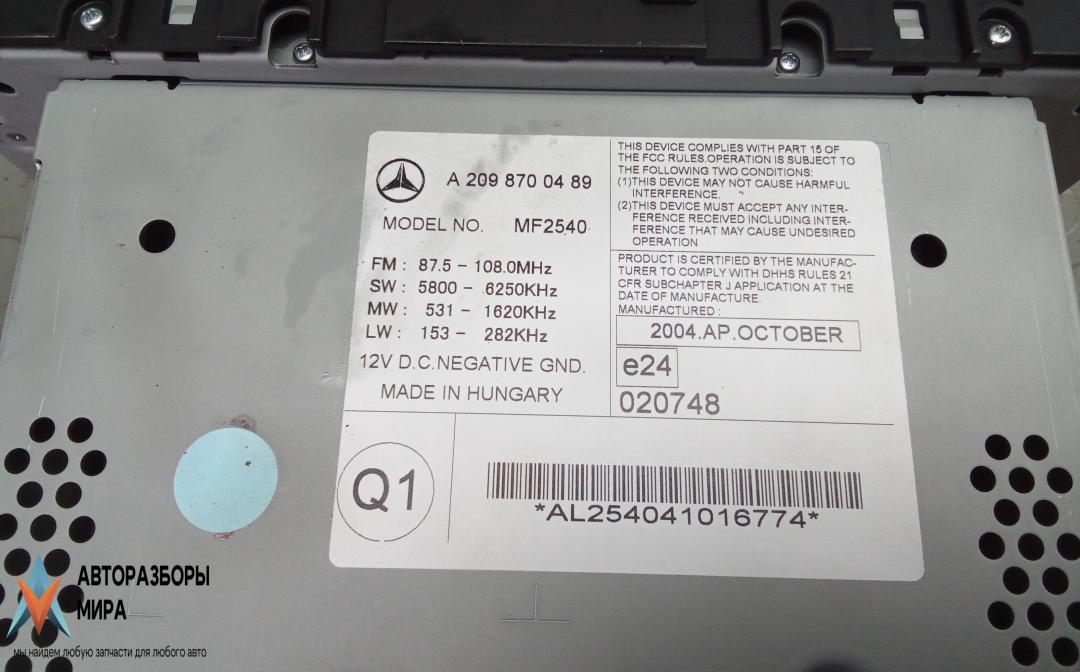 A 209 870 04 89
MODEL NO. MF2540
FM : 87.5 - 108.0MHz
SW : 5800 - 6250KHz
MW : 531 - 1620KHz
LW : 153 - 282KHz
12V D.C.NEGATIVE GND.
MADE IN HUNGARY
THIS DEVICE COMPLIES WITH PART 15 OF
THE FCC RULES.OPERATION IS SUBJECT TO
THE FOLLOWING TWO CONDITIONS:
(1)THIS DEVICE MAY NOT CAUSE HARMFUL
INTERFERENCE.
(2)THIS DEVICE MUST ACCEPT ANY INTER-
FERENCE RECEIVED INCLUDING INTER-
FERENCE THAT MAY CAUSE UNDESIRED
OPERATION
PRODUCT IS CERTIFIED BY THE MANUFAC-
TURER TO COMPLY WITH DHHS RULES 21
CFR SUBCHAPTER J APPLICATION AT THE
DATE OF MANUFACTURE.
MANUFACTURED :
2004.AP.OCTOBER
e24
020748
Q1
*AL254041016774*
АВТОРАЗБОРЫ
МИРА
мы найдем любую запчасти для любого авто